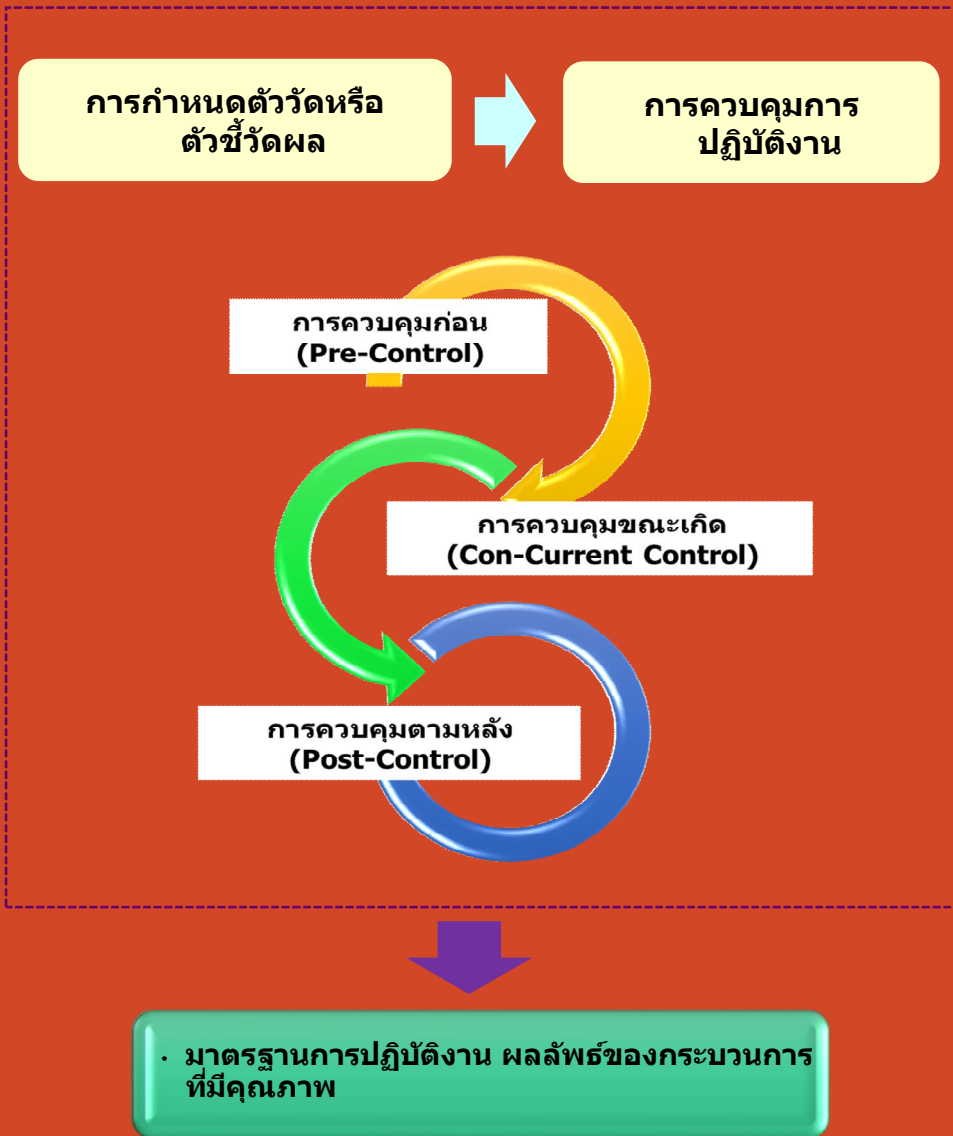 การกำหนดตัววัดหรือ
ตัวชี้วัดผล
การควบคุมการ
ปฏิบัติงาน
การควบคุมก่อน
(Pre-Control)
การควบคุมขณะเกิด
(Con-Current Control)
การควบคุมตามหลัง
(Post-Control)
• มาตรฐานการปฏิบัติงาน ผลลัพธ์ของกระบวนการ
ที่มีคุณภาพ